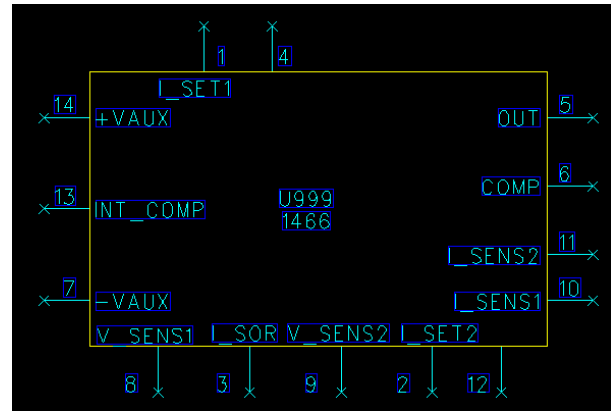 1 4
I_SET1
14 +VAUX OUT 5
COMP 6
13 INT_COMP U999
1466
I_SENS2 11
7 -VAUX I_SENS1 10
V_SENS1 I_SOR V_SENS2 I_SET2
8 3 9 2 12